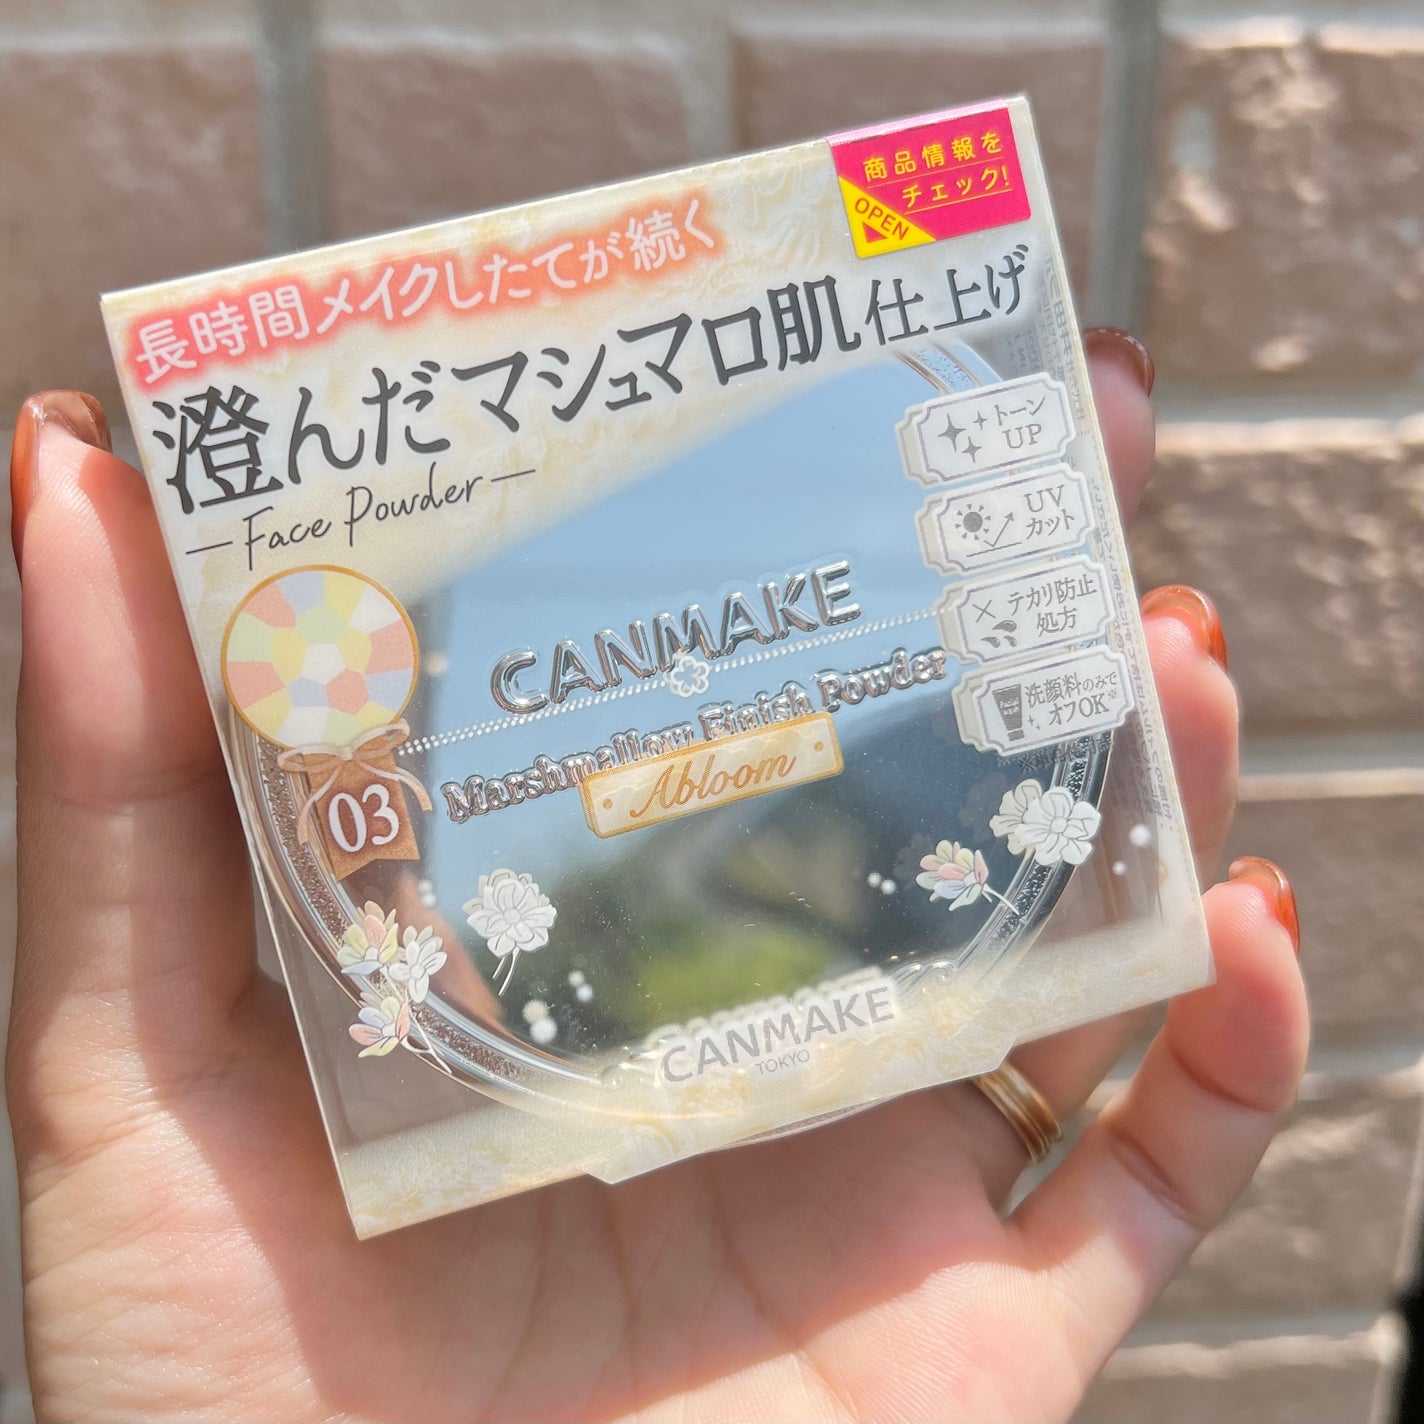 商品情報を
チェック!
OPEN
長時間メイクしたてが続く
澄んだマシュマロ肌仕上げ
Face Powder
トーン
UP
UV
カット
テカリ防止
処方
洗顔料のみで
オフOK※
CANMAKE
Marshmallow Finish Powder
Abloom
03
CANMAKE
TOKYO